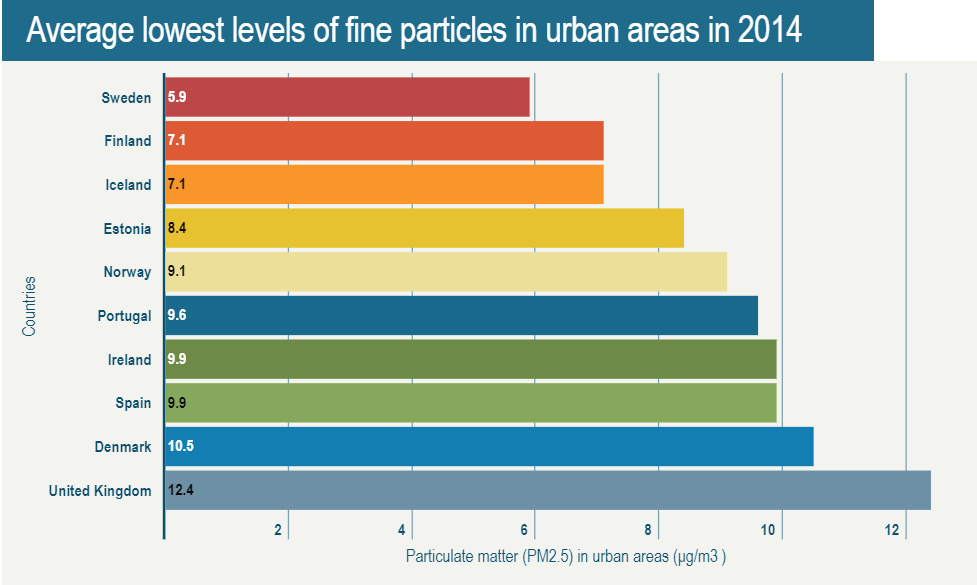 Average lowest levels of fine particles in urban areas in 2014
Countries
Sweden 5.9
Finland 7.1
Iceland 7.1
Estonia 8.4
Norway 9.1
Portugal 9.6
Ireland 9.9
Spain 9.9
Denmark 10.5
United Kingdom 12.4
2 4 6 8 10 12
Particulate matter (PM2.5) in urban areas (µg/m3 )